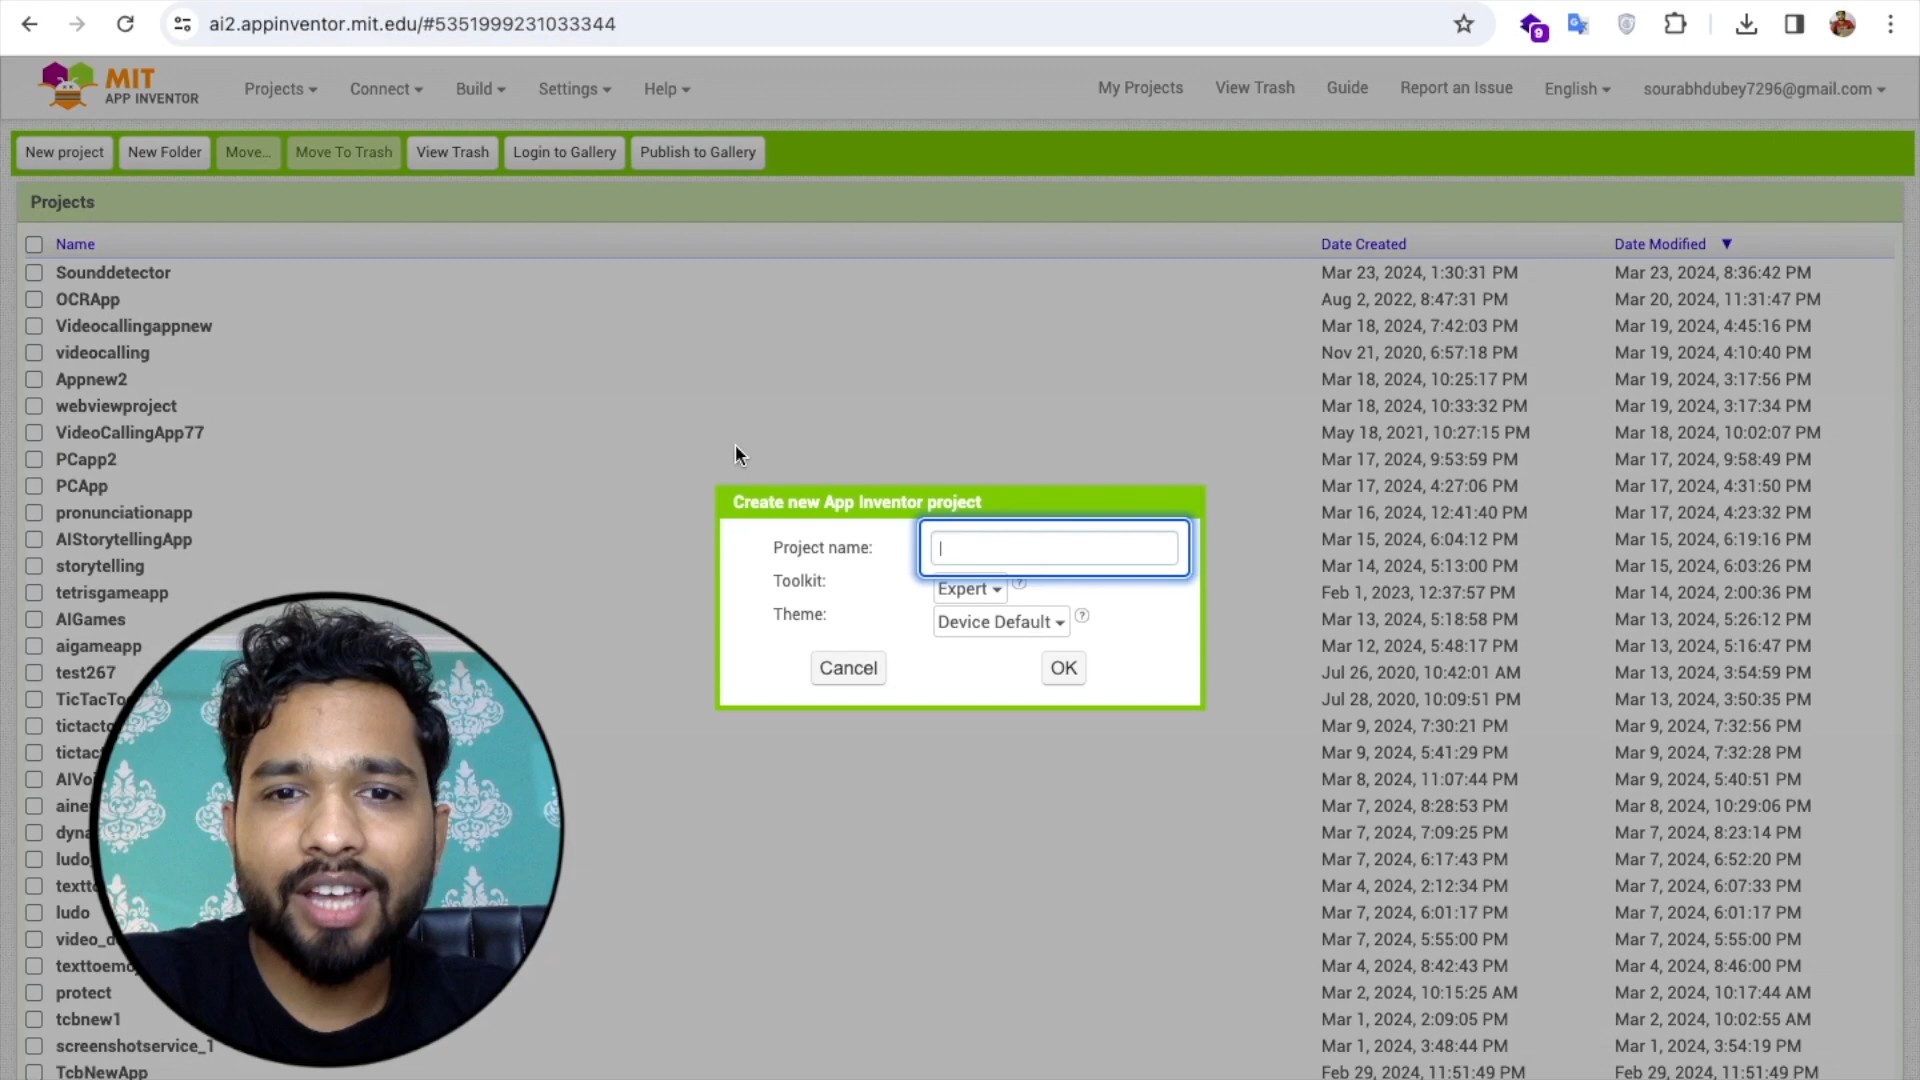 ai2.appinventor.mit.edu/#5351999231033344
9
MIT
APP INVENTOR
Projects Connect Build Settings Help My Projects View Trash Guide Report an Issue English sourabhdubey7296@gmail.com
New project New Folder Move... Move To Trash View Trash Login to Gallery Publish to Gallery
Projects
Name Date Created Date Modified ▼
Sounddetector Mar 23, 2024, 1:30:31 PM Mar 23, 2024, 8:36:42 PM
OCRApp Aug 2, 2022, 8:47:31 PM Mar 20, 2024, 11:31:47 PM
Videocallingappnew Mar 18, 2024, 7:42:03 PM Mar 19, 2024, 4:45:16 PM
videocalling Nov 21, 2020, 6:57:18 PM Mar 19, 2024, 4:10:40 PM
Appnew2 Mar 18, 2024, 10:25:17 PM Mar 19, 2024, 3:17:56 PM
webviewproject Mar 18, 2024, 10:33:32 PM Mar 19, 2024, 3:17:34 PM
VideoCallingApp77 May 18, 2021, 10:27:15 PM Mar 18, 2024, 10:02:07 PM
PCapp2 Mar 17, 2024, 9:53:59 PM Mar 17, 2024, 9:58:49 PM
PCApp Mar 17, 2024, 4:27:06 PM Mar 17, 2024, 4:31:50 PM
pronunciationapp Mar 16, 2024, 12:41:40 PM Mar 17, 2024, 4:23:32 PM
AIStorytellingApp Mar 15, 2024, 6:04:12 PM Mar 15, 2024, 6:19:16 PM
storytelling Mar 14, 2024, 5:13:00 PM Mar 15, 2024, 6:03:26 PM
tetrisgameapp Feb 1, 2023, 12:37:57 PM Mar 14, 2024, 2:00:36 PM
AIGames Mar 13, 2024, 5:18:58 PM Mar 13, 2024, 5:26:12 PM
aigameapp Mar 12, 2024, 5:48:17 PM Mar 13, 2024, 5:16:47 PM
test267 Jul 26, 2020, 10:42:01 AM Mar 13, 2024, 3:54:59 PM
TicTacTo Jul 28, 2020, 10:09:51 PM Mar 13, 2024, 3:50:35 PM
tictact Mar 9, 2024, 7:30:21 PM Mar 9, 2024, 7:32:56 PM
tictac Mar 9, 2024, 5:41:29 PM Mar 9, 2024, 7:32:28 PM
AIVoi Mar 8, 2024, 11:07:44 PM Mar 9, 2024, 5:40:51 PM
aine Mar 7, 2024, 8:28:53 PM Mar 8, 2024, 10:29:06 PM
dyna Mar 7, 2024, 7:09:25 PM Mar 7, 2024, 8:23:14 PM
ludo Mar 7, 2024, 6:17:43 PM Mar 7, 2024, 6:52:20 PM
textto Mar 4, 2024, 2:12:34 PM Mar 7, 2024, 6:07:33 PM
ludo Mar 7, 2024, 6:01:17 PM Mar 7, 2024, 6:01:17 PM
video_d Mar 7, 2024, 5:55:00 PM Mar 7, 2024, 5:55:00 PM
texttoemo Mar 4, 2024, 8:42:43 PM Mar 4, 2024, 8:46:00 PM
protect Mar 2, 2024, 10:15:25 AM Mar 2, 2024, 10:17:44 AM
tcbnew1 Mar 1, 2024, 2:09:05 PM Mar 2, 2024, 10:02:55 AM
screenshotservice_1 Mar 1, 2024, 3:48:44 PM Mar 1, 2024, 3:54:19 PM
TcbNewApp Feb 29, 2024, 11:51:49 PM Feb 29, 2024, 11:51:49 PM
Create new App Inventor project
Project name:
Toolkit: Expert ?
Theme: Device Default ?
Cancel OK